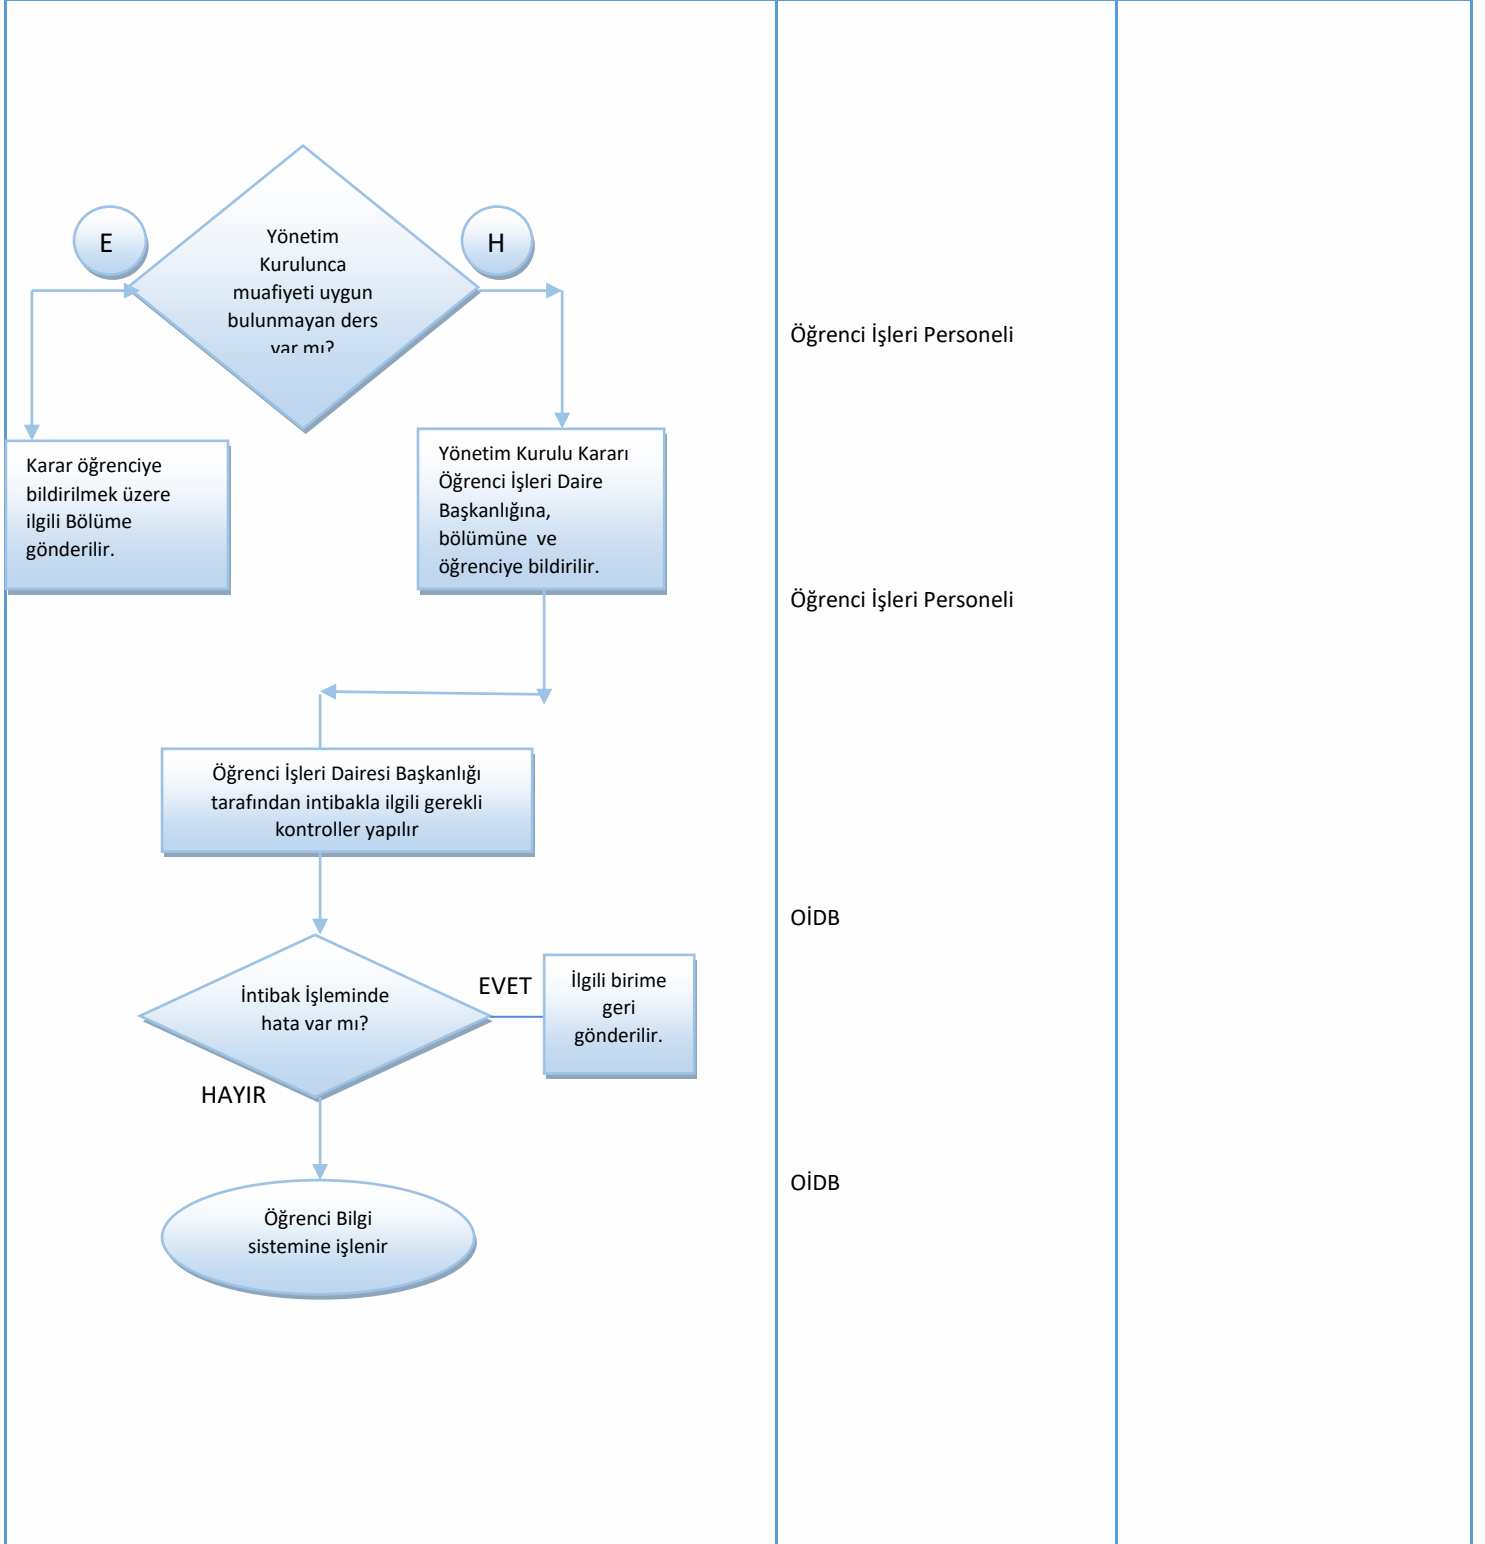 E
Yönetim
Kurulunca
muafiyeti uygun
bulunmayan ders
var mı?
H
Öğrenci İşleri Personeli
Karar öğrenciye
bildirilmek üzere
ilgili Bölüme
gönderilir.
Yönetim Kurulu Kararı
Öğrenci İşleri Daire
Başkanlığına,
bölümüne ve
öğrenciye bildirilir.
Öğrenci İşleri Personeli
Öğrenci İşleri Dairesi Başkanlığı
tarafından intibakla ilgili gerekli
kontroller yapılır
OİDB
İntibak İşleminde
hata var mı?
EVET
İlgili birime
geri
gönderilir.
HAYIR
OİDB
Öğrenci Bilgi
sistemine işlenir